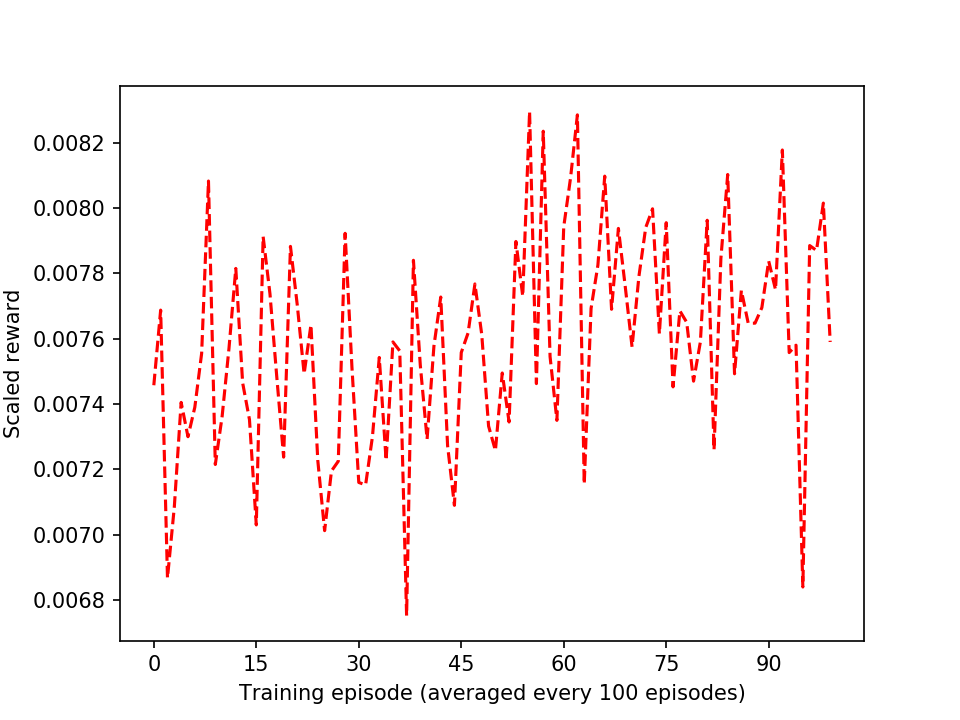 Scaled reward
0.0082
0.0080
0.0078
0.0076
0.0074
0.0072
0.0070
0.0068
0 15 30 45 60 75 90
Training episode (averaged every 100 episodes)